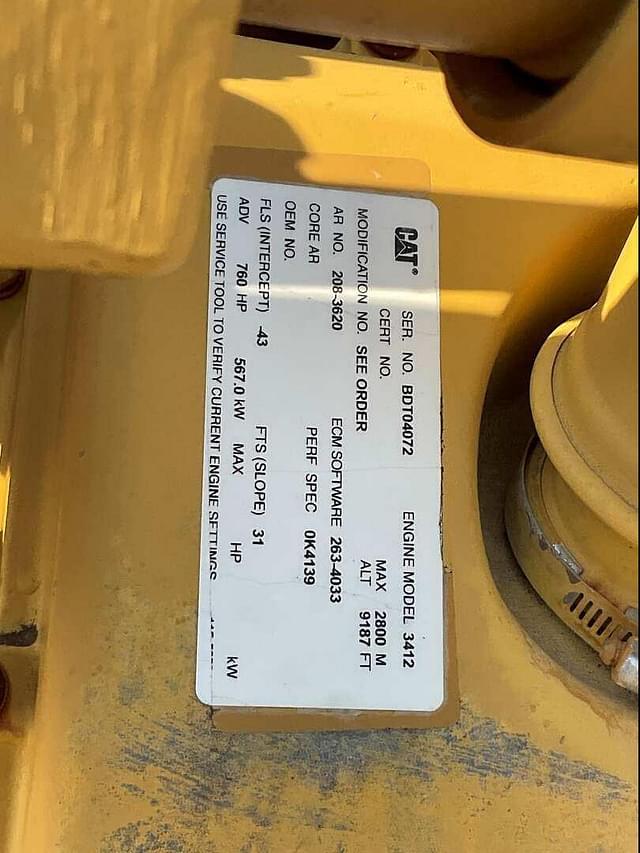 CAT® SER. NO. BDT04072 ENGINE MODEL 3412
CERT NO. MAX 2800 M
MODIFICATION NO. SEE ORDER ALT 9187 FT
AR NO. 208-3620 ECM SOFTWARE 263-4033
CORE AR PERF SPEC 0K4139
OEM NO.
FLS (INTERCEPT) -43 FTS (SLOPE) 31
ADV 760 HP 567.0 kW MAX HP kW
USE SERVICE TOOL TO VERIFY CURRENT ENGINE SETTINGS